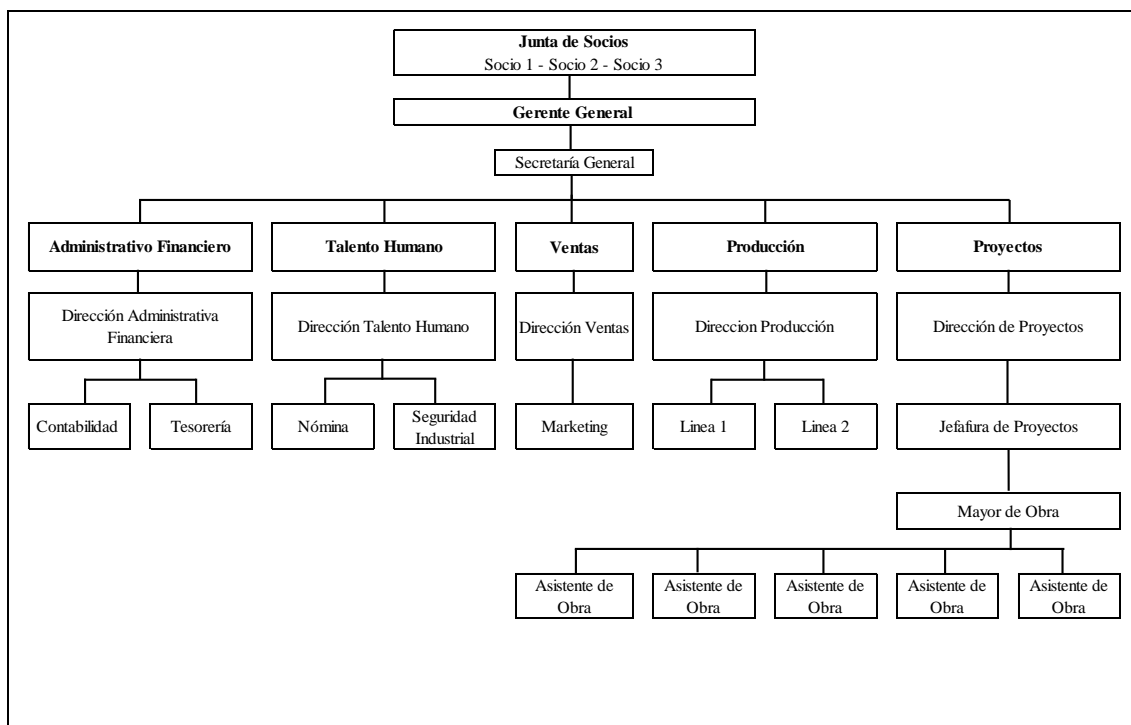 Junta de Socios
Socio 1 - Socio 2 - Socio 3
Gerente General
Secretaría General
Administrativo Financiero
Talento Humano
Ventas
Producción
Proyectos
Dirección Administrativa
Financiera
Dirección Talento Humano
Dirección Ventas
Direccion Producción
Dirección de Proyectos
Contabilidad
Tesorería
Nómina
Seguridad
Industrial
Marketing
Linea 1
Linea 2
Jefafura de Proyectos
Mayor de Obra
Asistente de
Obra
Asistente de
Obra
Asistente de
Obra
Asistente de
Obra
Asistente de
Obra